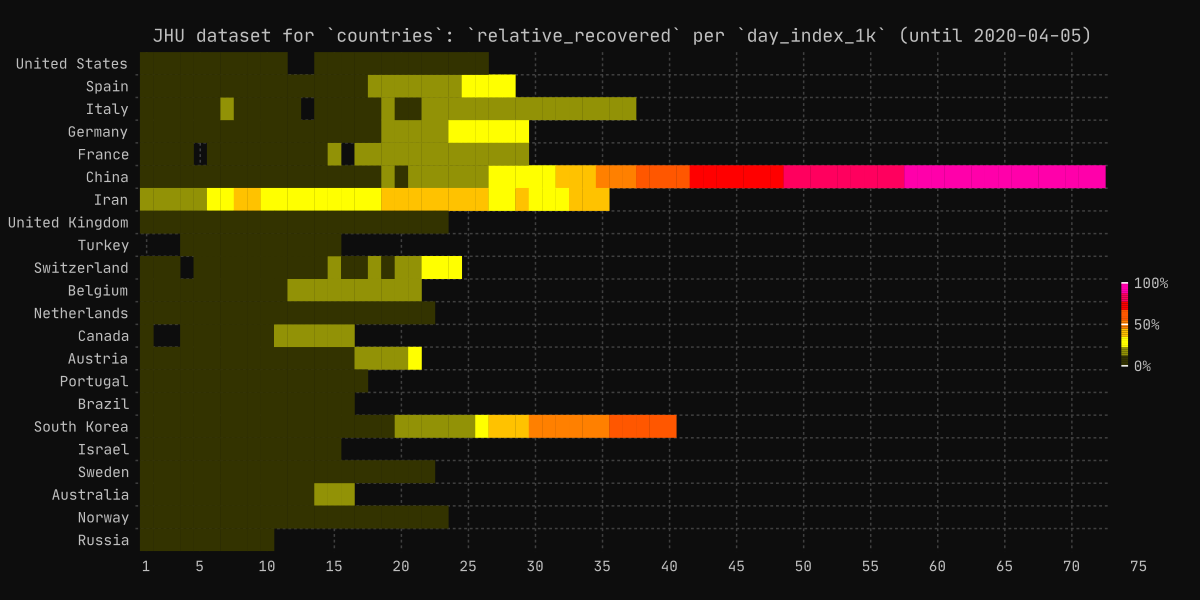 JHU dataset for `countries`: `relative_recovered` per `day_index_1k` (until 2020-04-05)
United States
Spain
Italy
Germany
France
China
Iran
United Kingdom
Turkey
Switzerland
Belgium
Netherlands
Canada
Austria
Portugal
Brazil
South Korea
Israel
Sweden
Australia
Norway
Russia
1 5 10 15 20 25 30 35 40 45 50 55 60 65 70 75
100%
50%
0%